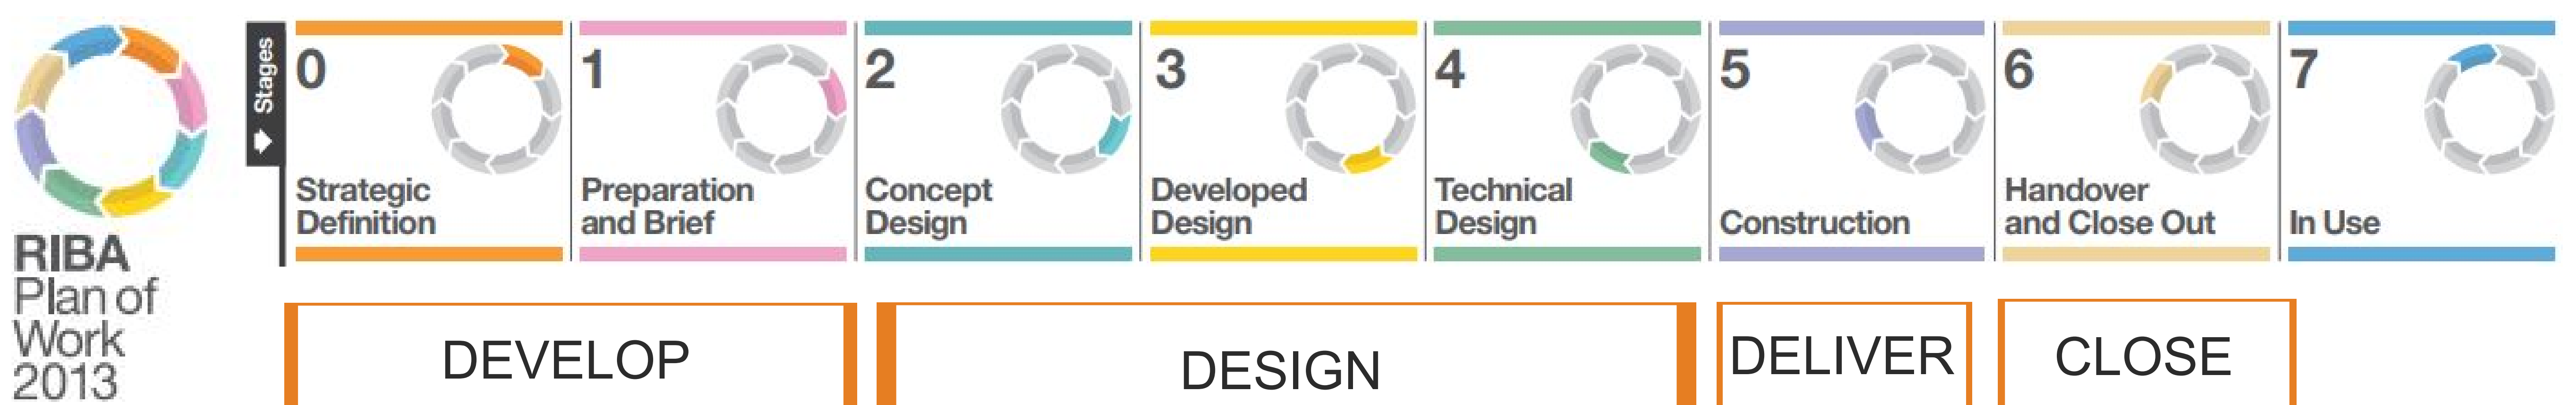 RIBA
Plan of
Work
2013
Stages
0
Strategic
Definition
1
Preparation
and Brief
2
Concept
Design
3
Developed
Design
4
Technical
Design
5
Construction
6
Handover
and Close Out
7
In Use
DEVELOP
DESIGN
DELIVER
CLOSE